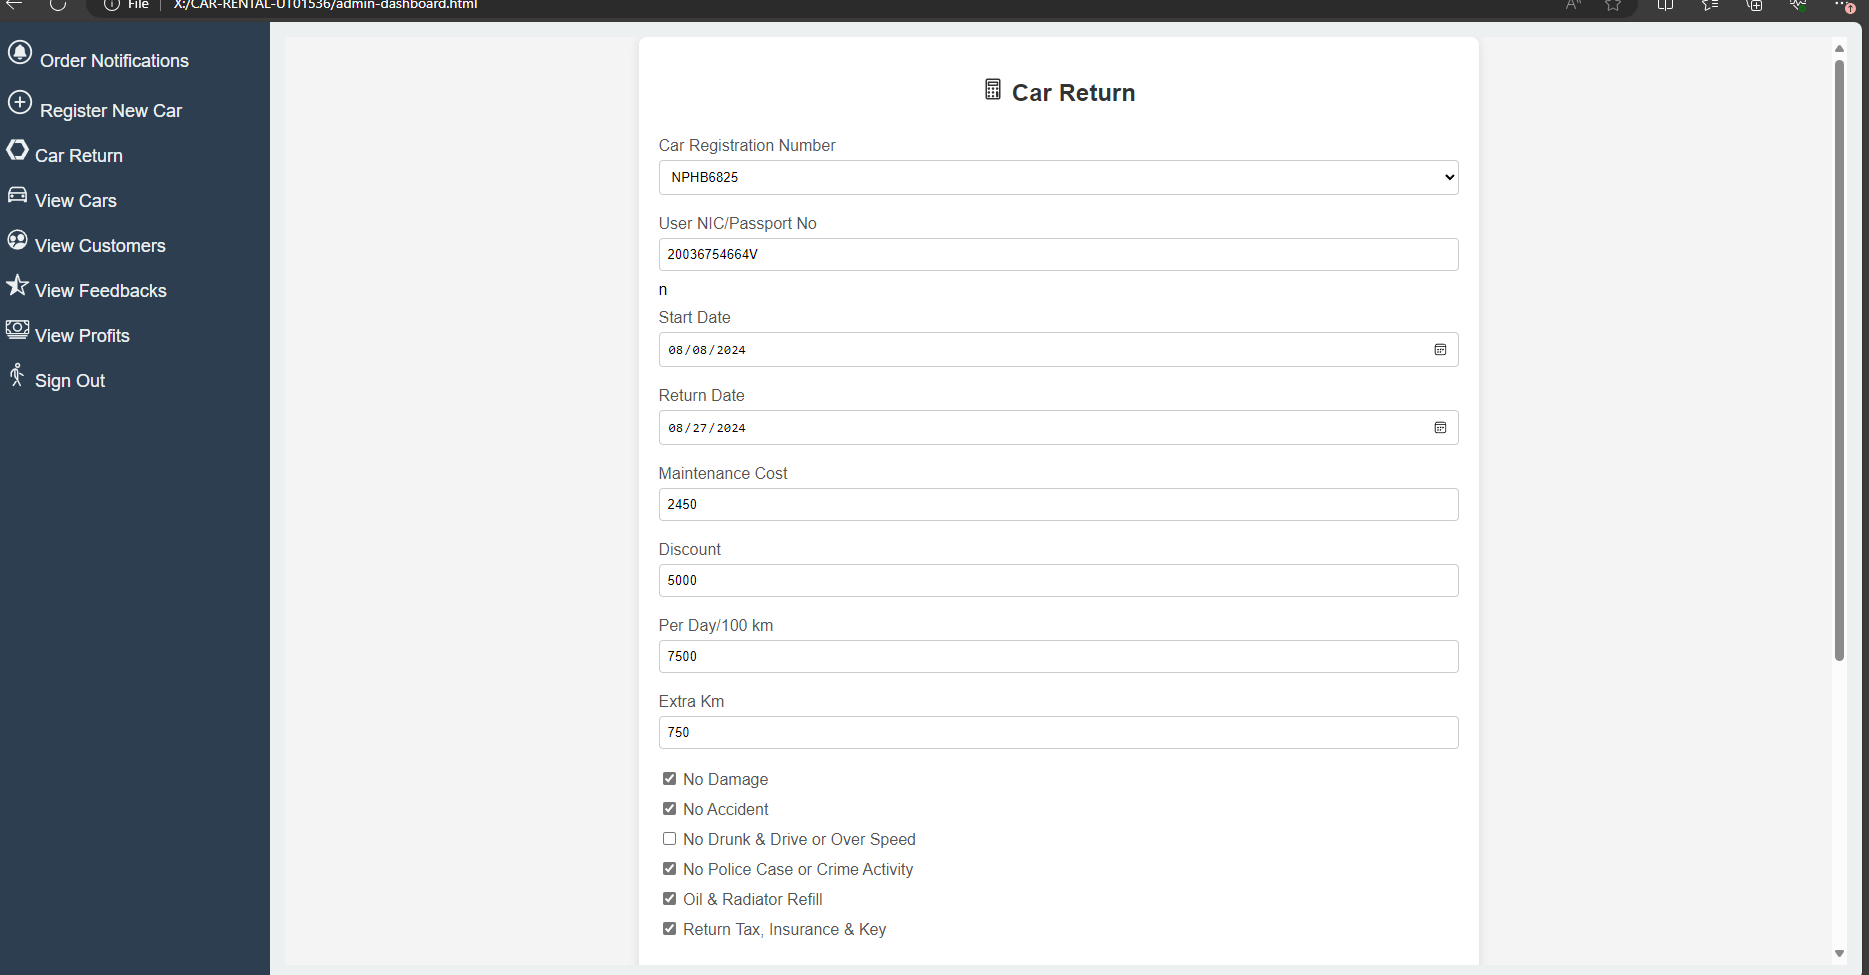 File
X:/CAR-RENTAL-UT01536/admin-dashboard.html
Order Notifications
Register New Car
Car Return
View Cars
View Customers
View Feedbacks
View Profits
Sign Out
Car Return
Car Registration Number
NPHB6825
User NIC/Passport No
20036754664V
n
Start Date
08/08/2024
Return Date
08/27/2024
Maintenance Cost
2450
Discount
5000
Per Day/100 km
7500
Extra Km
750
No Damage
No Accident
No Drunk & Drive or Over Speed
No Police Case or Crime Activity
Oil & Radiator Refill
Return Tax, Insurance & Key